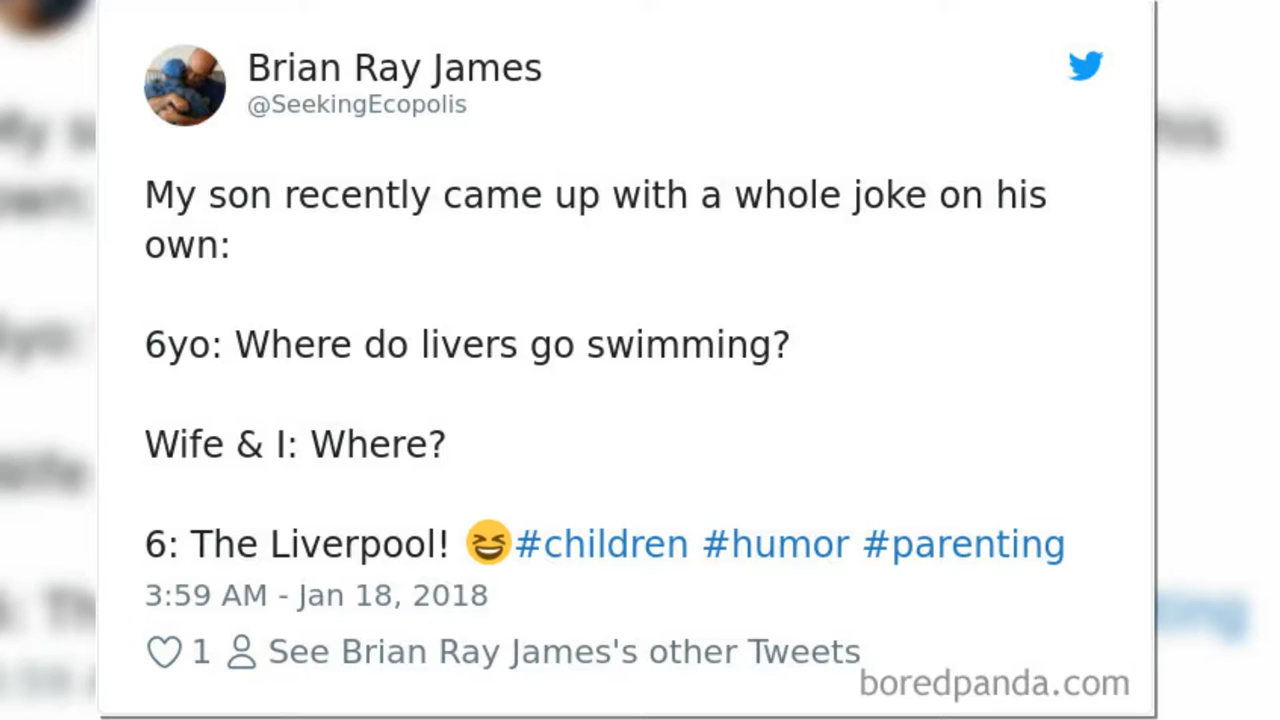 Brian Ray James
@SeekingEcopolis
My son recently came up with a whole joke on his
own:
6yo: Where do livers go swimming?
Wife & I: Where?
6: The Liverpool! 😆#children #humor #parenting
3:59 AM - Jan 18, 2018
1 See Brian Ray James's other Tweets
boredpanda.com